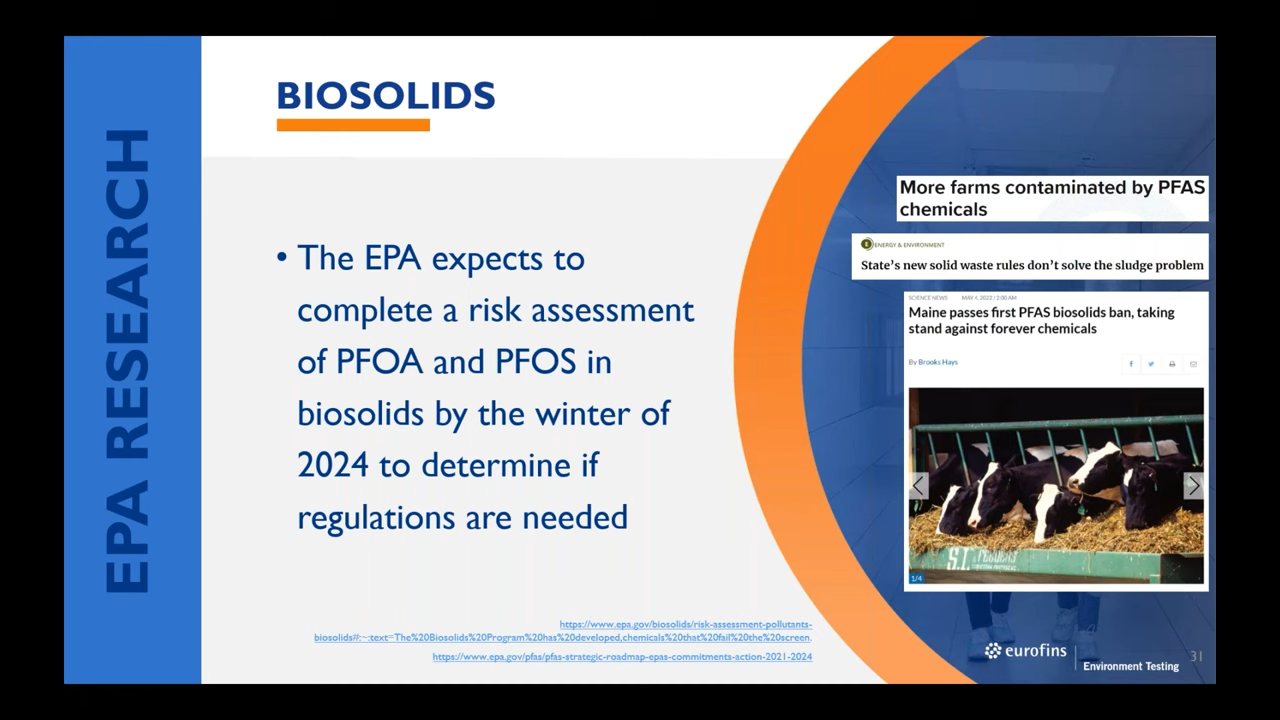 EPA RESEARCH
BIOSOLIDS
• The EPA expects to
complete a risk assessment
of PFOA and PFOS in
biosolids by the winter of
2024 to determine if
regulations are needed
https://www.epa.gov/biosolids/risk-assessment-pollutants-
biosolids#:~:text=The%20Biosolids%20Program%20has%20developed,chemicals%20that%20fail%20the%20screen.
https://www.epa.gov/pfas/pfas-strategic-roadmap-epas-commitments-action-2021-2024
More farms contaminated by PFAS
chemicals
E ENERGY & ENVIRONMENT
State's new solid waste rules don't solve the sludge problem
SCIENCE NEWS MAY 4, 2022 / 2:00 AM
Maine passes first PFAS biosolids ban, taking
stand against forever chemicals
By Brooks Hays
S.I. FEEDERS
1/4
eurofins
Environment Testing
31